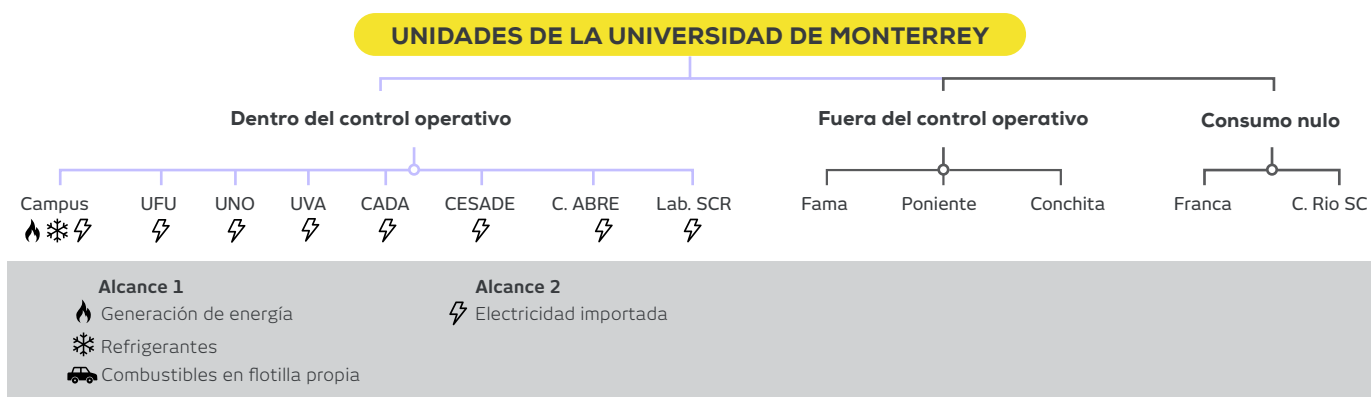 UNIDADES DE LA UNIVERSIDAD DE MONTERREY
Dentro del control operativo
Fuera del control operativo
Consumo nulo
Campus UFU UNO UVA CADA CESADE C. ABRE Lab. SCR Fama Poniente Conchita Franca C. Rio SC
Alcance 1
Generación de energía
Refrigerantes
Combustibles en flotilla propia
Alcance 2
Electricidad importada